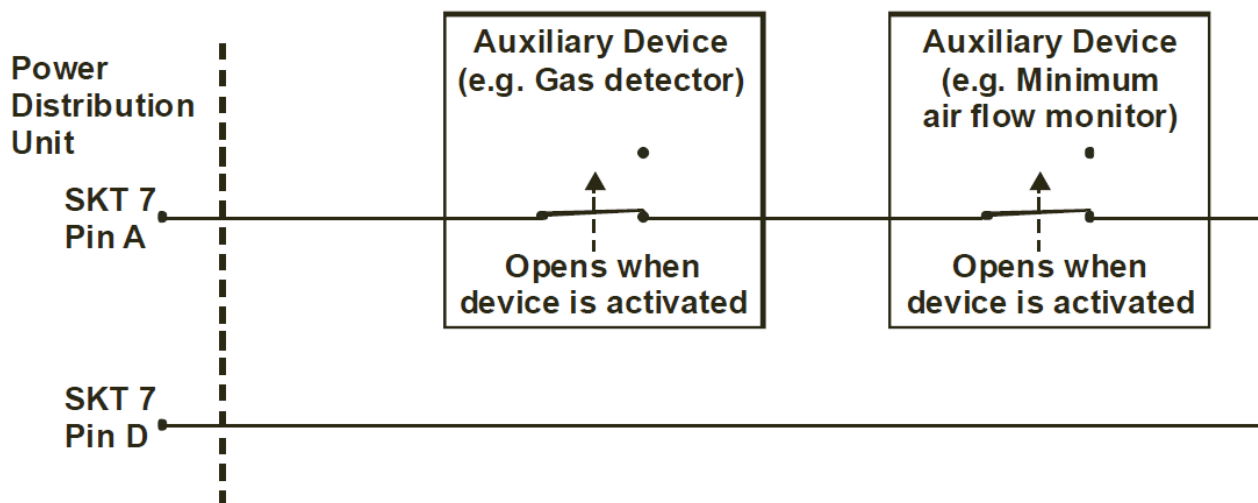 Power
Distribution
Unit
SKT 7
Pin A
Auxiliary Device
(e.g. Gas detector)
Opens when
device is activated
Auxiliary Device
(e.g. Minimum
air flow monitor)
Opens when
device is activated
SKT 7
Pin D